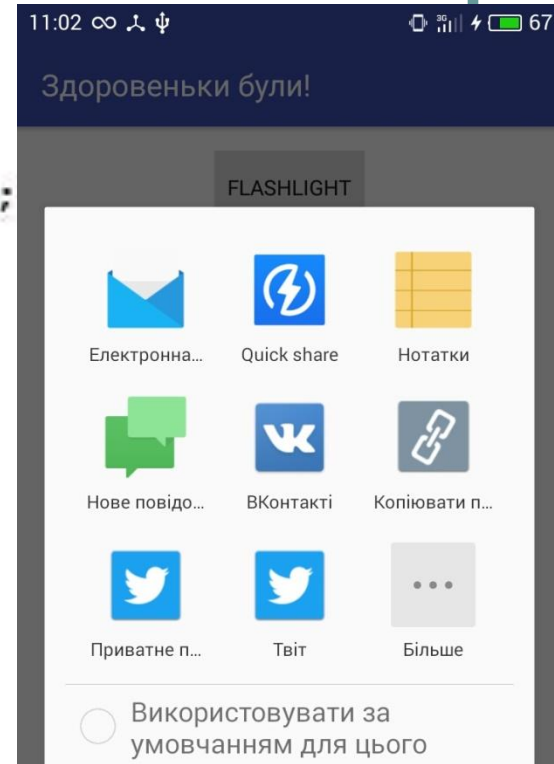 11:02 3G 67
Здоровеньки були!
FLASHLIGHT
;
Електронна... Quick share Нотатки
Нове повідо... ВКонтакті Копіювати п...
Приватне п... Твіт Більше
Використовувати за
умовчанням для цього